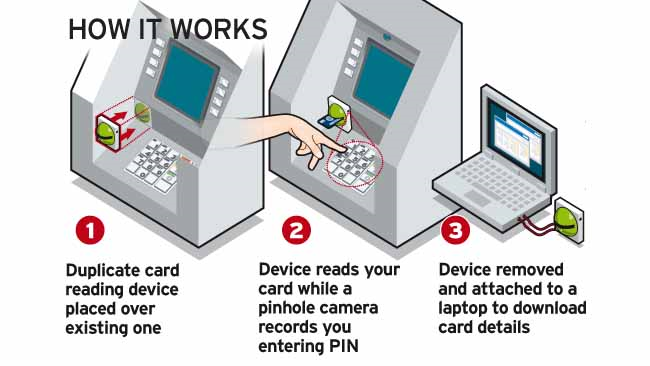 HOW IT WORKS
1
Duplicate card
reading device
placed over
existing one
2
Device reads your
card while a
pinhole camera
records you
entering PIN
3
Device removed
and attached to a
laptop to download
card details